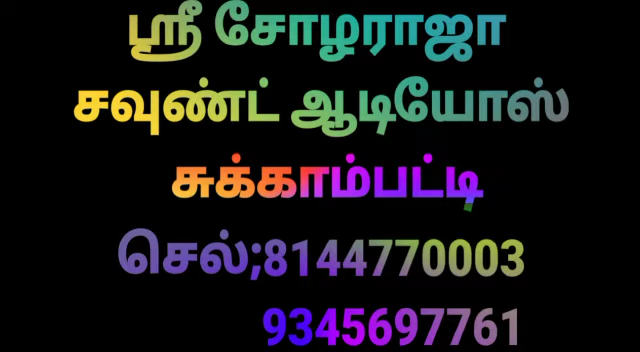 ஸ்ரீ சோழராஜா
சவுண்ட் ஆடியோஸ்
சுக்காம்பட்டி
செல்;8144770003
9345697761